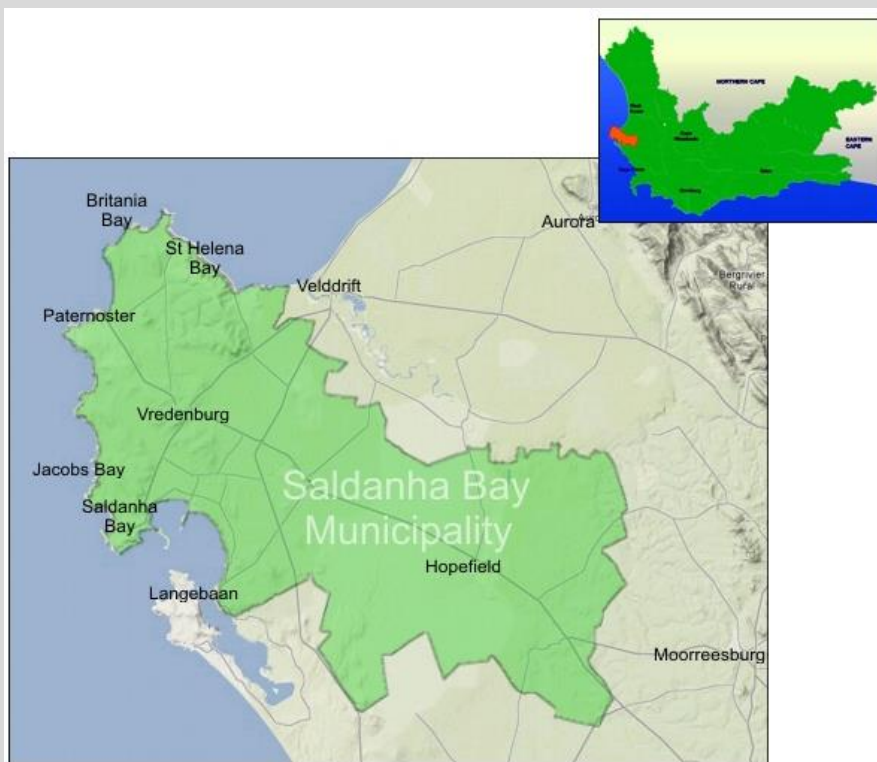 NORTHERN CAPE
EASTERN
CAPE
Britania
Bay
St Helena
Bay
Aurora
Velddrift
Bergrivier
Rural
Paternoster
Vredenburg
Jacobs Bay
Saldanha
Bay
Saldanha Bay
Municipality
Hopefield
Langebaan
Moorreesburg